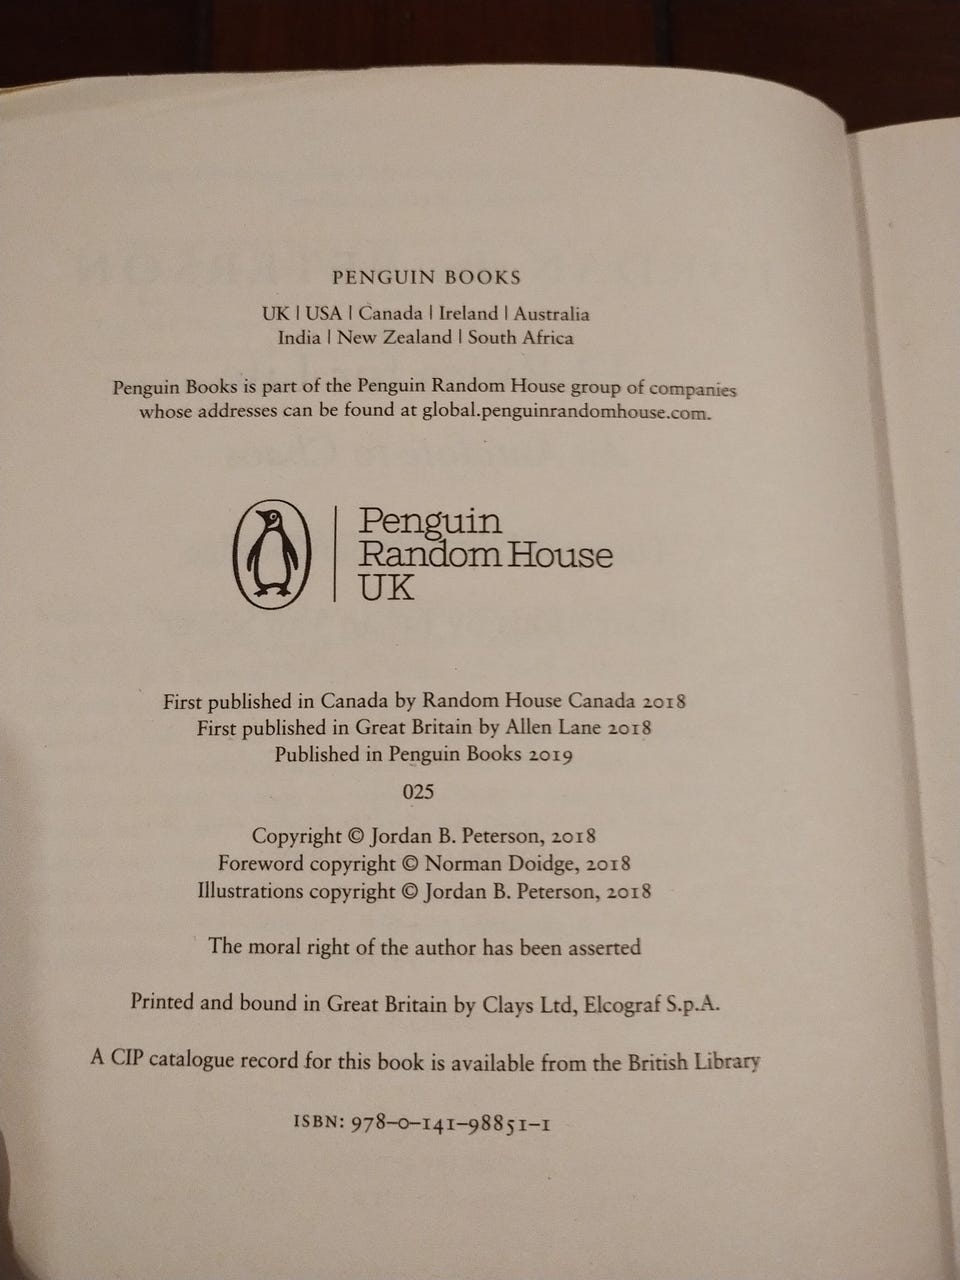 PENGUIN BOOKS
UK | USA | Canada | Ireland | Australia
India | New Zealand | South Africa
Penguin Books is part of the Penguin Random House group of companies
whose addresses can be found at global.penguinrandomhouse.com.
Penguin
Random House
UK
First published in Canada by Random House Canada 2018
First published in Great Britain by Allen Lane 2018
Published in Penguin Books 2019
025
Copyright © Jordan B. Peterson, 2018
Foreword copyright © Norman Doidge, 2018
Illustrations copyright © Jordan B. Peterson, 2018
The moral right of the author has been asserted
Printed and bound in Great Britain by Clays Ltd, Elcograf S.p.A.
A CIP catalogue record for this book is available from the British Library
ISBN: 978–0–141–98851–1